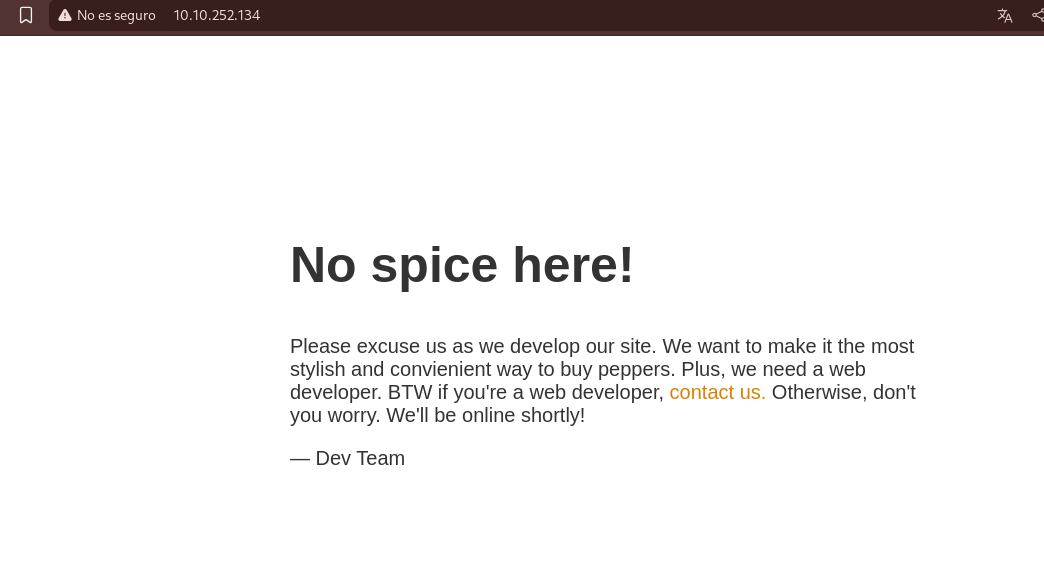 No es seguro 10.10.252.134
No spice here!
Please excuse us as we develop our site. We want to make it the most
stylish and convienient way to buy peppers. Plus, we need a web
developer. BTW if you're a web developer, contact us. Otherwise, don't
you worry. We'll be online shortly!
— Dev Team